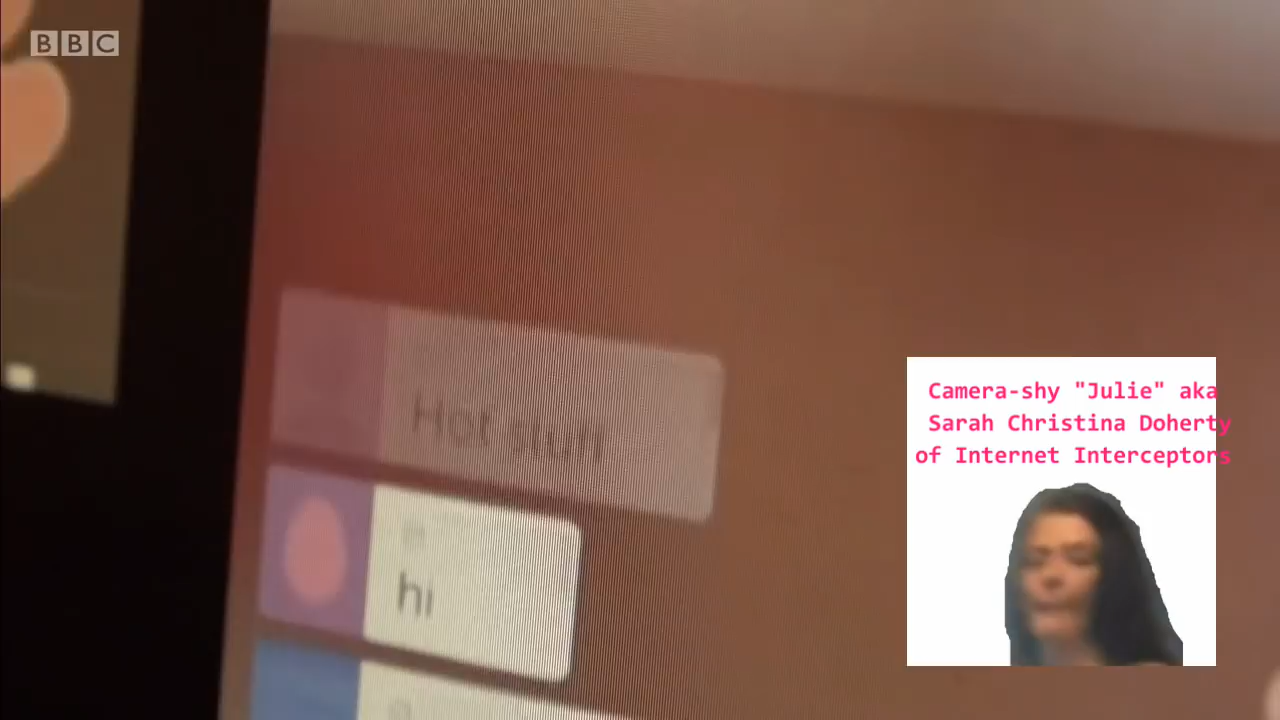 BBC
Hot stuff
hi
Camera-shy "Julie" aka
Sarah Christina Doherty
of Internet Interceptors